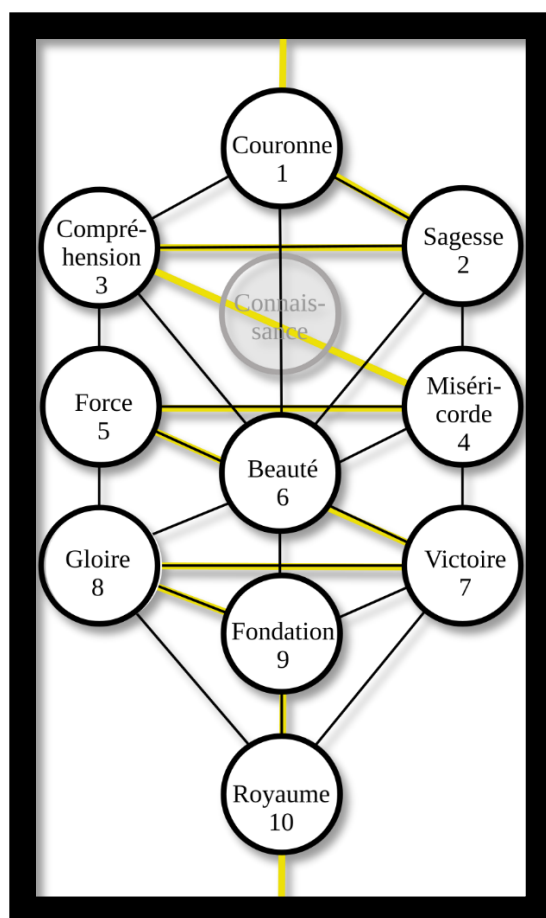 Couronne
1
Compré-
hension
3
Sagesse
2
Connais-
sance
Force
5
Miséri-
corde
4
Beauté
6
Gloire
8
Victoire
7
Fondation
9
Royaume
10